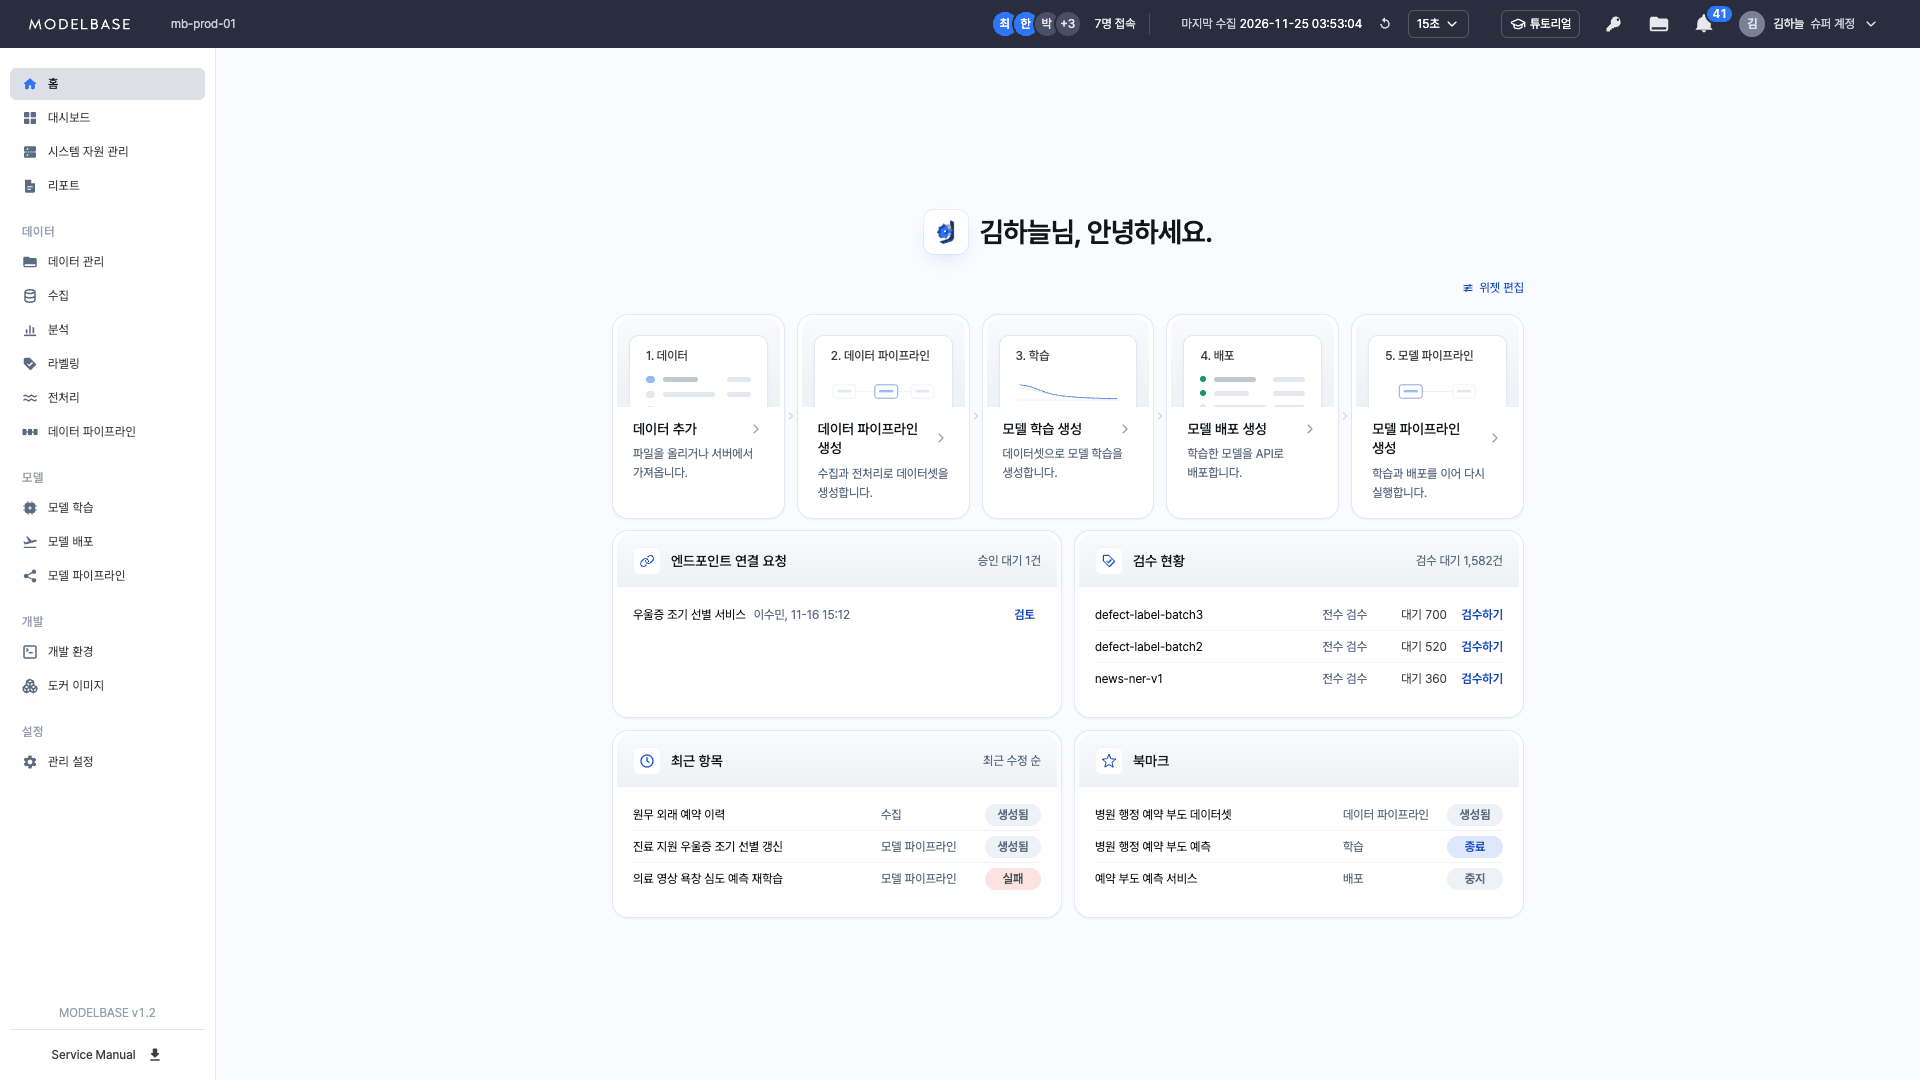 MODELBASE
mb-prod-01
최 한 박 +3 7명 접속
마지막 수집 2026-11-25 03:53:04
15초
튜토리얼
41
김 김하늘 슈퍼 계정
홈
대시보드
시스템 자원 관리
리포트
데이터
데이터 관리
수집
분석
라벨링
전처리
데이터 파이프라인
모델
모델 학습
모델 배포
모델 파이프라인
개발
개발 환경
도커 이미지
설정
관리 설정
MODELBASE v1.2
Service Manual
김하늘님, 안녕하세요.
위젯 편집
1. 데이터
데이터 추가
파일을 올리거나 서버에서
가져옵니다.
2. 데이터 파이프라인
데이터 파이프라인
생성
수집과 전처리로 데이터셋을
생성합니다.
3. 학습
모델 학습 생성
데이터셋으로 모델 학습을
생성합니다.
4. 배포
모델 배포 생성
학습한 모델을 API로
배포합니다.
5. 모델 파이프라인
모델 파이프라인
생성
학습과 배포를 이어 다시
실행합니다.
엔드포인트 연결 요청 승인 대기 1건
우울증 조기 선별 서비스 이수민, 11-16 15:12 검토
검수 현황 검수 대기 1,582건
defect-label-batch3 전수 검수 대기 700 검수하기
defect-label-batch2 전수 검수 대기 520 검수하기
news-ner-v1 전수 검수 대기 360 검수하기
최근 항목 최근 수정 순
원무 외래 예약 이력 수집 생성됨
진료 지원 우울증 조기 선별 갱신 모델 파이프라인 생성됨
의료 영상 욕창 심도 예측 재학습 모델 파이프라인 실패
북마크
병원 행정 예약 부도 데이터셋 데이터 파이프라인 생성됨
병원 행정 예약 부도 예측 학습 종료
예약 부도 예측 서비스 배포 중지